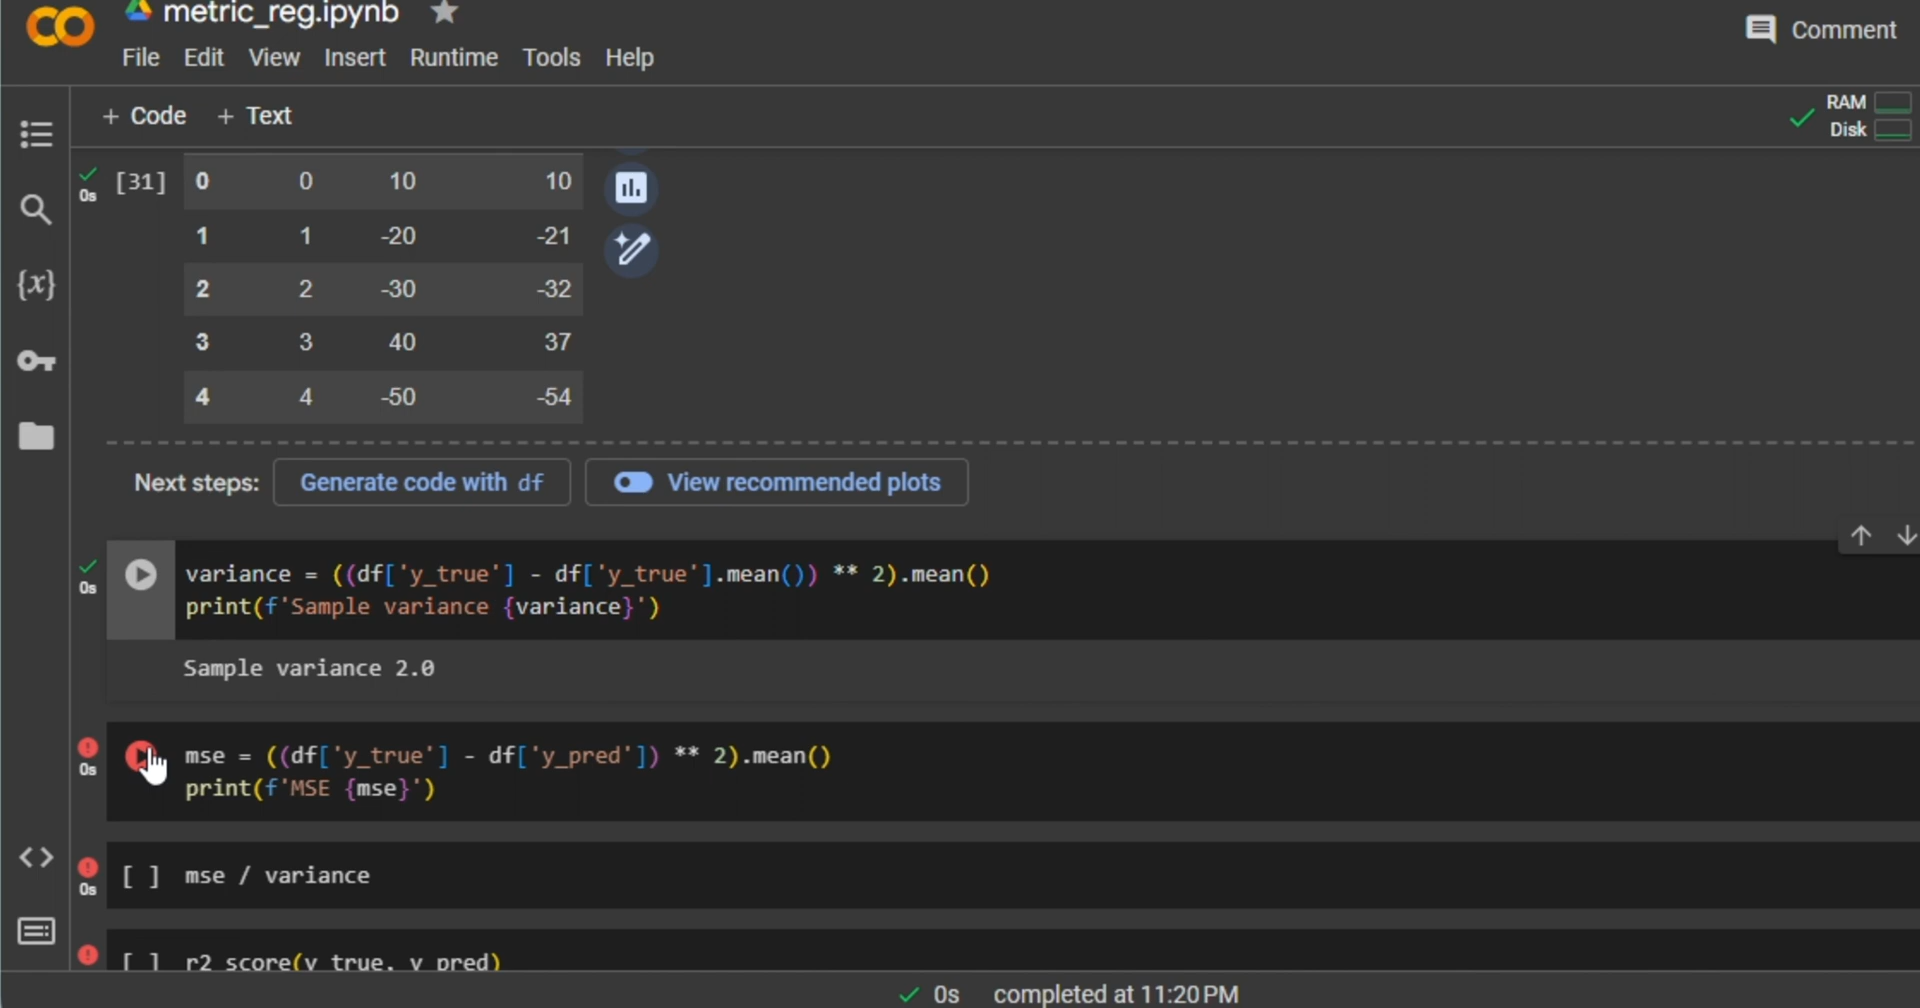 metric_reg.ipynb
Comment
File Edit View Insert Runtime Tools Help
+ Code + Text
RAM
Disk
0s [31] 0 0 10 10
1 1 -20 -21
2 2 -30 -32
3 3 40 37
4 4 -50 -54
{x}
Next steps: Generate code with df View recommended plots
variance = ((df['y_true'] - df['y_true'].mean()) ** 2).mean()
0s
print(f'Sample variance {variance}')
Sample variance 2.0
mse = ((df['y_true'] - df['y_pred']) ** 2).mean()
0s
print(f'MSE {mse}')
<>
[ ] mse / variance
0s
[ ] r2_score(y_true, y_pred)
0s completed at 11:20 PM